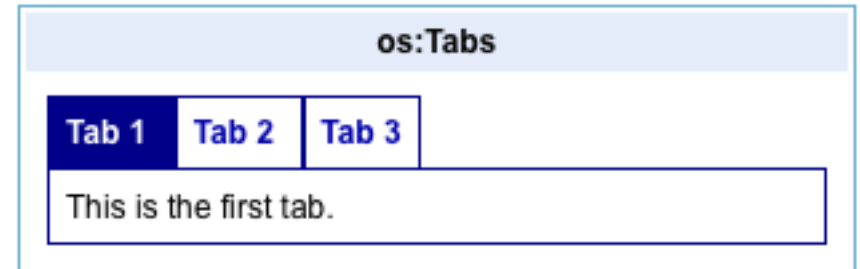 os:Tabs
Tab 1 Tab 2 Tab 3
This is the first tab.